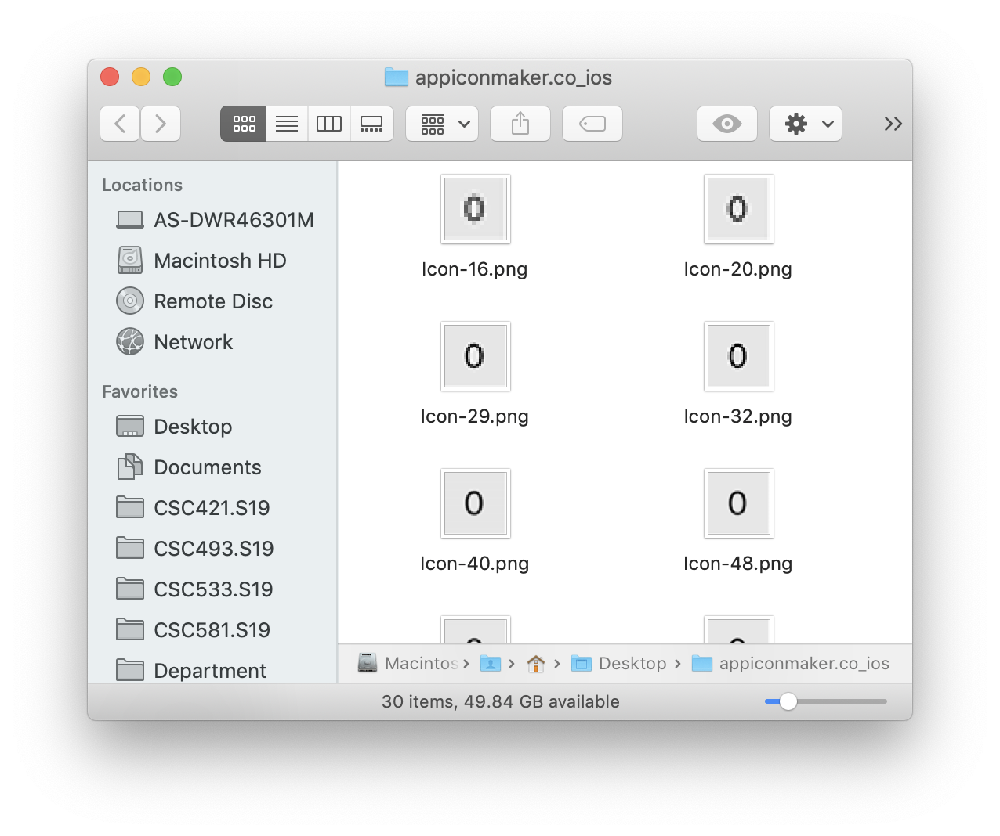 appiconmaker.co_ios
Locations
AS-DWR46301M
Macintosh HD
Remote Disc
Network
Favorites
Desktop
Documents
CSC421.S19
CSC493.S19
CSC533.S19
CSC581.S19
Department
0 0
Icon-16.png Icon-20.png
0 0
Icon-29.png Icon-32.png
0 0
Icon-40.png Icon-48.png
Macintos › › › Desktop › appiconmaker.co_ios
30 items, 49.84 GB available